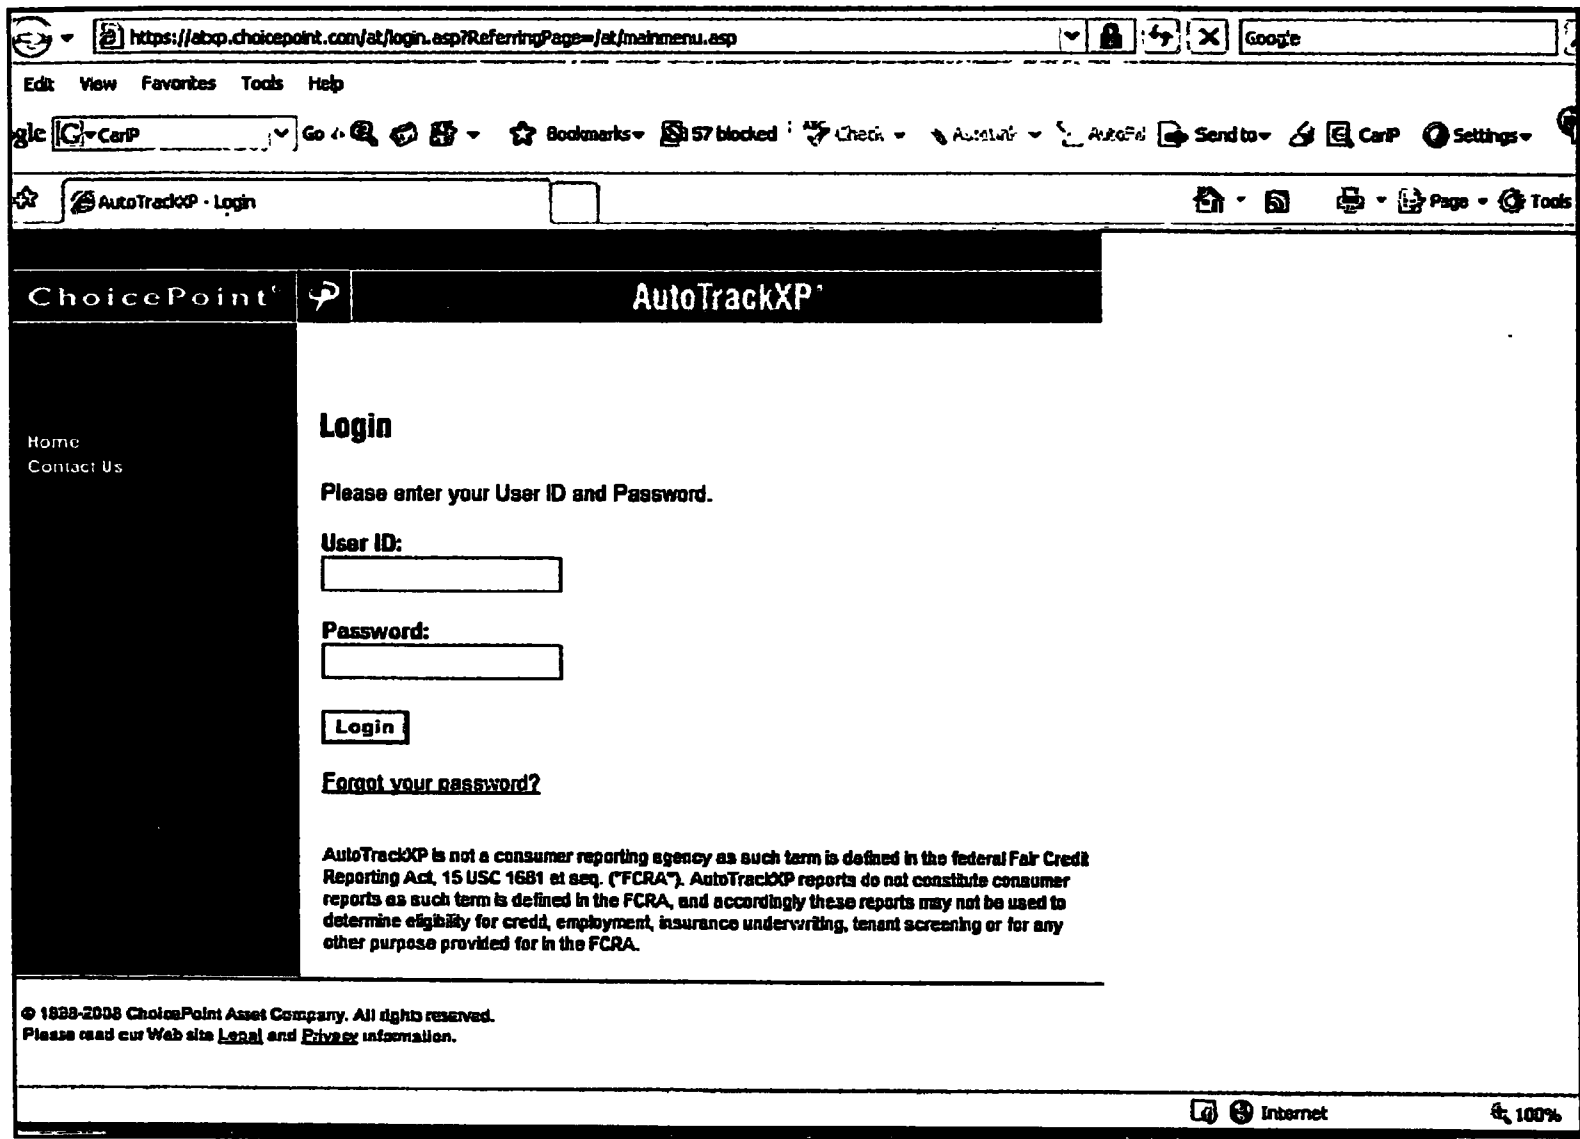 https://atxp.choicepoint.com/at/login.asp?ReferringPage=/at/mainmenu.asp
Google
Edit View Favorites Tools Help
gle G CarIP Go Bookmarks 57 blocked Check AutoLink AutoFill Send to CarIP Settings
AutoTrackXP - Login
Page Tools
ChoicePoint AutoTrackXP
Login
Home
Contact Us
Please enter your User ID and Password.
User ID:
Password:
Login
Forgot your password?
AutoTrackXP is not a consumer reporting agency as such term is defined in the federal Fair Credit
Reporting Act, 15 USC 1681 et seq. ("FCRA"). AutoTrackXP reports do not constitute consumer
reports as such term is defined in the FCRA, and accordingly these reports may not be used to
determine eligibility for credit, employment, insurance underwriting, tenant screening or for any
other purpose provided for in the FCRA.
© 1998-2008 ChoicePoint Asset Company. All rights reserved.
Please read our Web site Legal and Privacy information.
Internet 100%